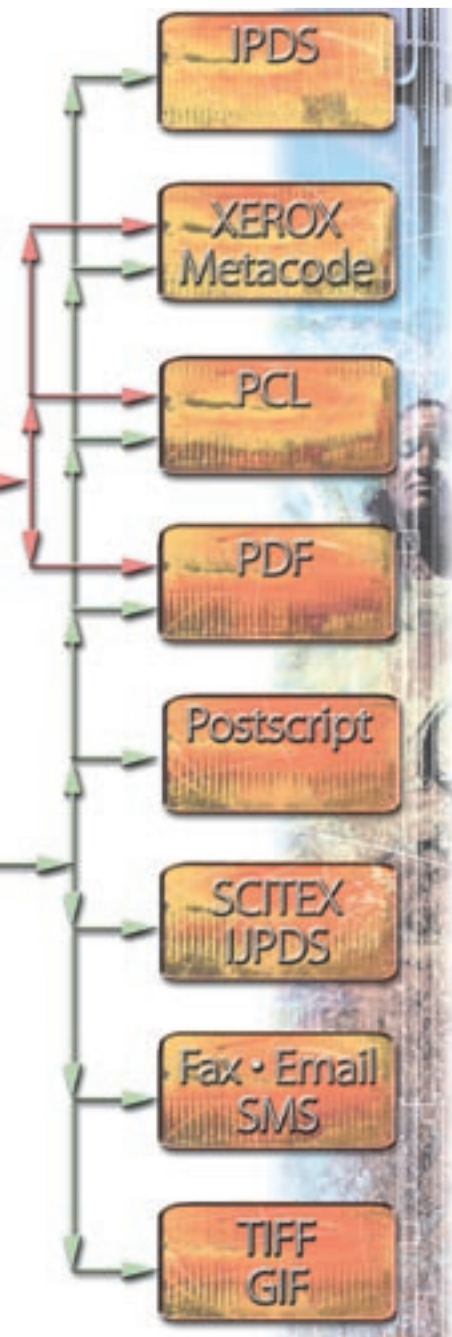 IPDS
XEROX
Metacode
PCL
PDF
Postscript
SCITEX
IJPDS
Fax • Email
SMS
TIFF
GIF